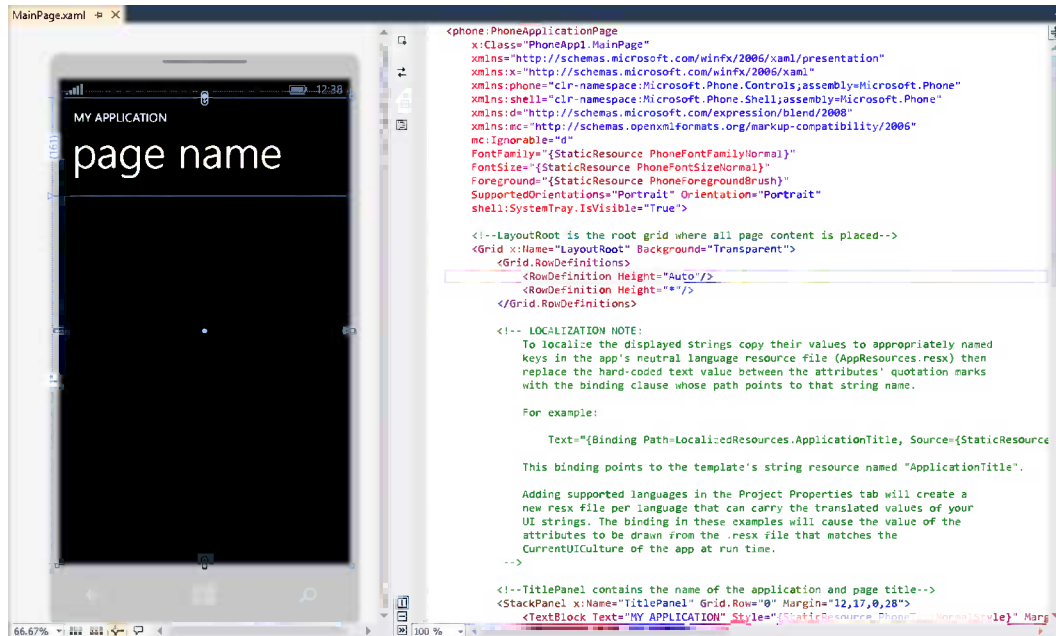 MainPage.xaml
12:38
MY APPLICATION
page name
(161)
66.67%
<phone:PhoneApplicationPage
x:Class="PhoneApp1.MainPage"
xmlns="http://schemas.microsoft.com/winfx/2006/xaml/presentation"
xmlns:x="http://schemas.microsoft.com/winfx/2006/xaml"
xmlns:phone="clr-namespace:Microsoft.Phone.Controls;assembly=Microsoft.Phone"
xmlns:shell="clr-namespace:Microsoft.Phone.Shell;assembly=Microsoft.Phone"
xmlns:d="http://schemas.microsoft.com/expression/blend/2008"
xmlns:mc="http://schemas.openxmlformats.org/markup-compatibility/2006"
mc:Ignorable="d"
FontFamily="{StaticResource PhoneFontFamilyNormal}"
FontSize="{StaticResource PhoneFontSizeNormal}"
Foreground="{StaticResource PhoneForegroundBrush}"
SupportedOrientations="Portrait" Orientation="Portrait"
shell:SystemTray.IsVisible="True">
<!--LayoutRoot is the root grid where all page content is placed-->
<Grid x:Name="LayoutRoot" Background="Transparent">
<Grid.RowDefinitions>
<RowDefinition Height="Auto"/>
<RowDefinition Height="*"/>
</Grid.RowDefinitions>
<!-- LOCALIZATION NOTE:
To localize the displayed strings copy their values to appropriately named
keys in the app's neutral language resource file (AppResources.resx) then
replace the hard-coded text value between the attributes' quotation marks
with the binding clause whose path points to that string name.
For example:
Text="{Binding Path=LocalizedResources.ApplicationTitle, Source={StaticResource
This binding points to the template's string resource named "ApplicationTitle".
Adding supported languages in the Project Properties tab will create a
new resx file per language that can carry the translated values of your
UI strings. The binding in these examples will cause the value of the
attributes to be drawn from the .resx file that matches the
CurrentUICulture of the app at run time.
-->
<!--TitlePanel contains the name of the application and page title-->
<StackPanel x:Name="TitlePanel" Grid.Row="0" Margin="12,17,0,28">
<TextBlock Text="MY APPLICATION" Style="{StaticResource PhoneTextNormalStyle}" Marg
100 %